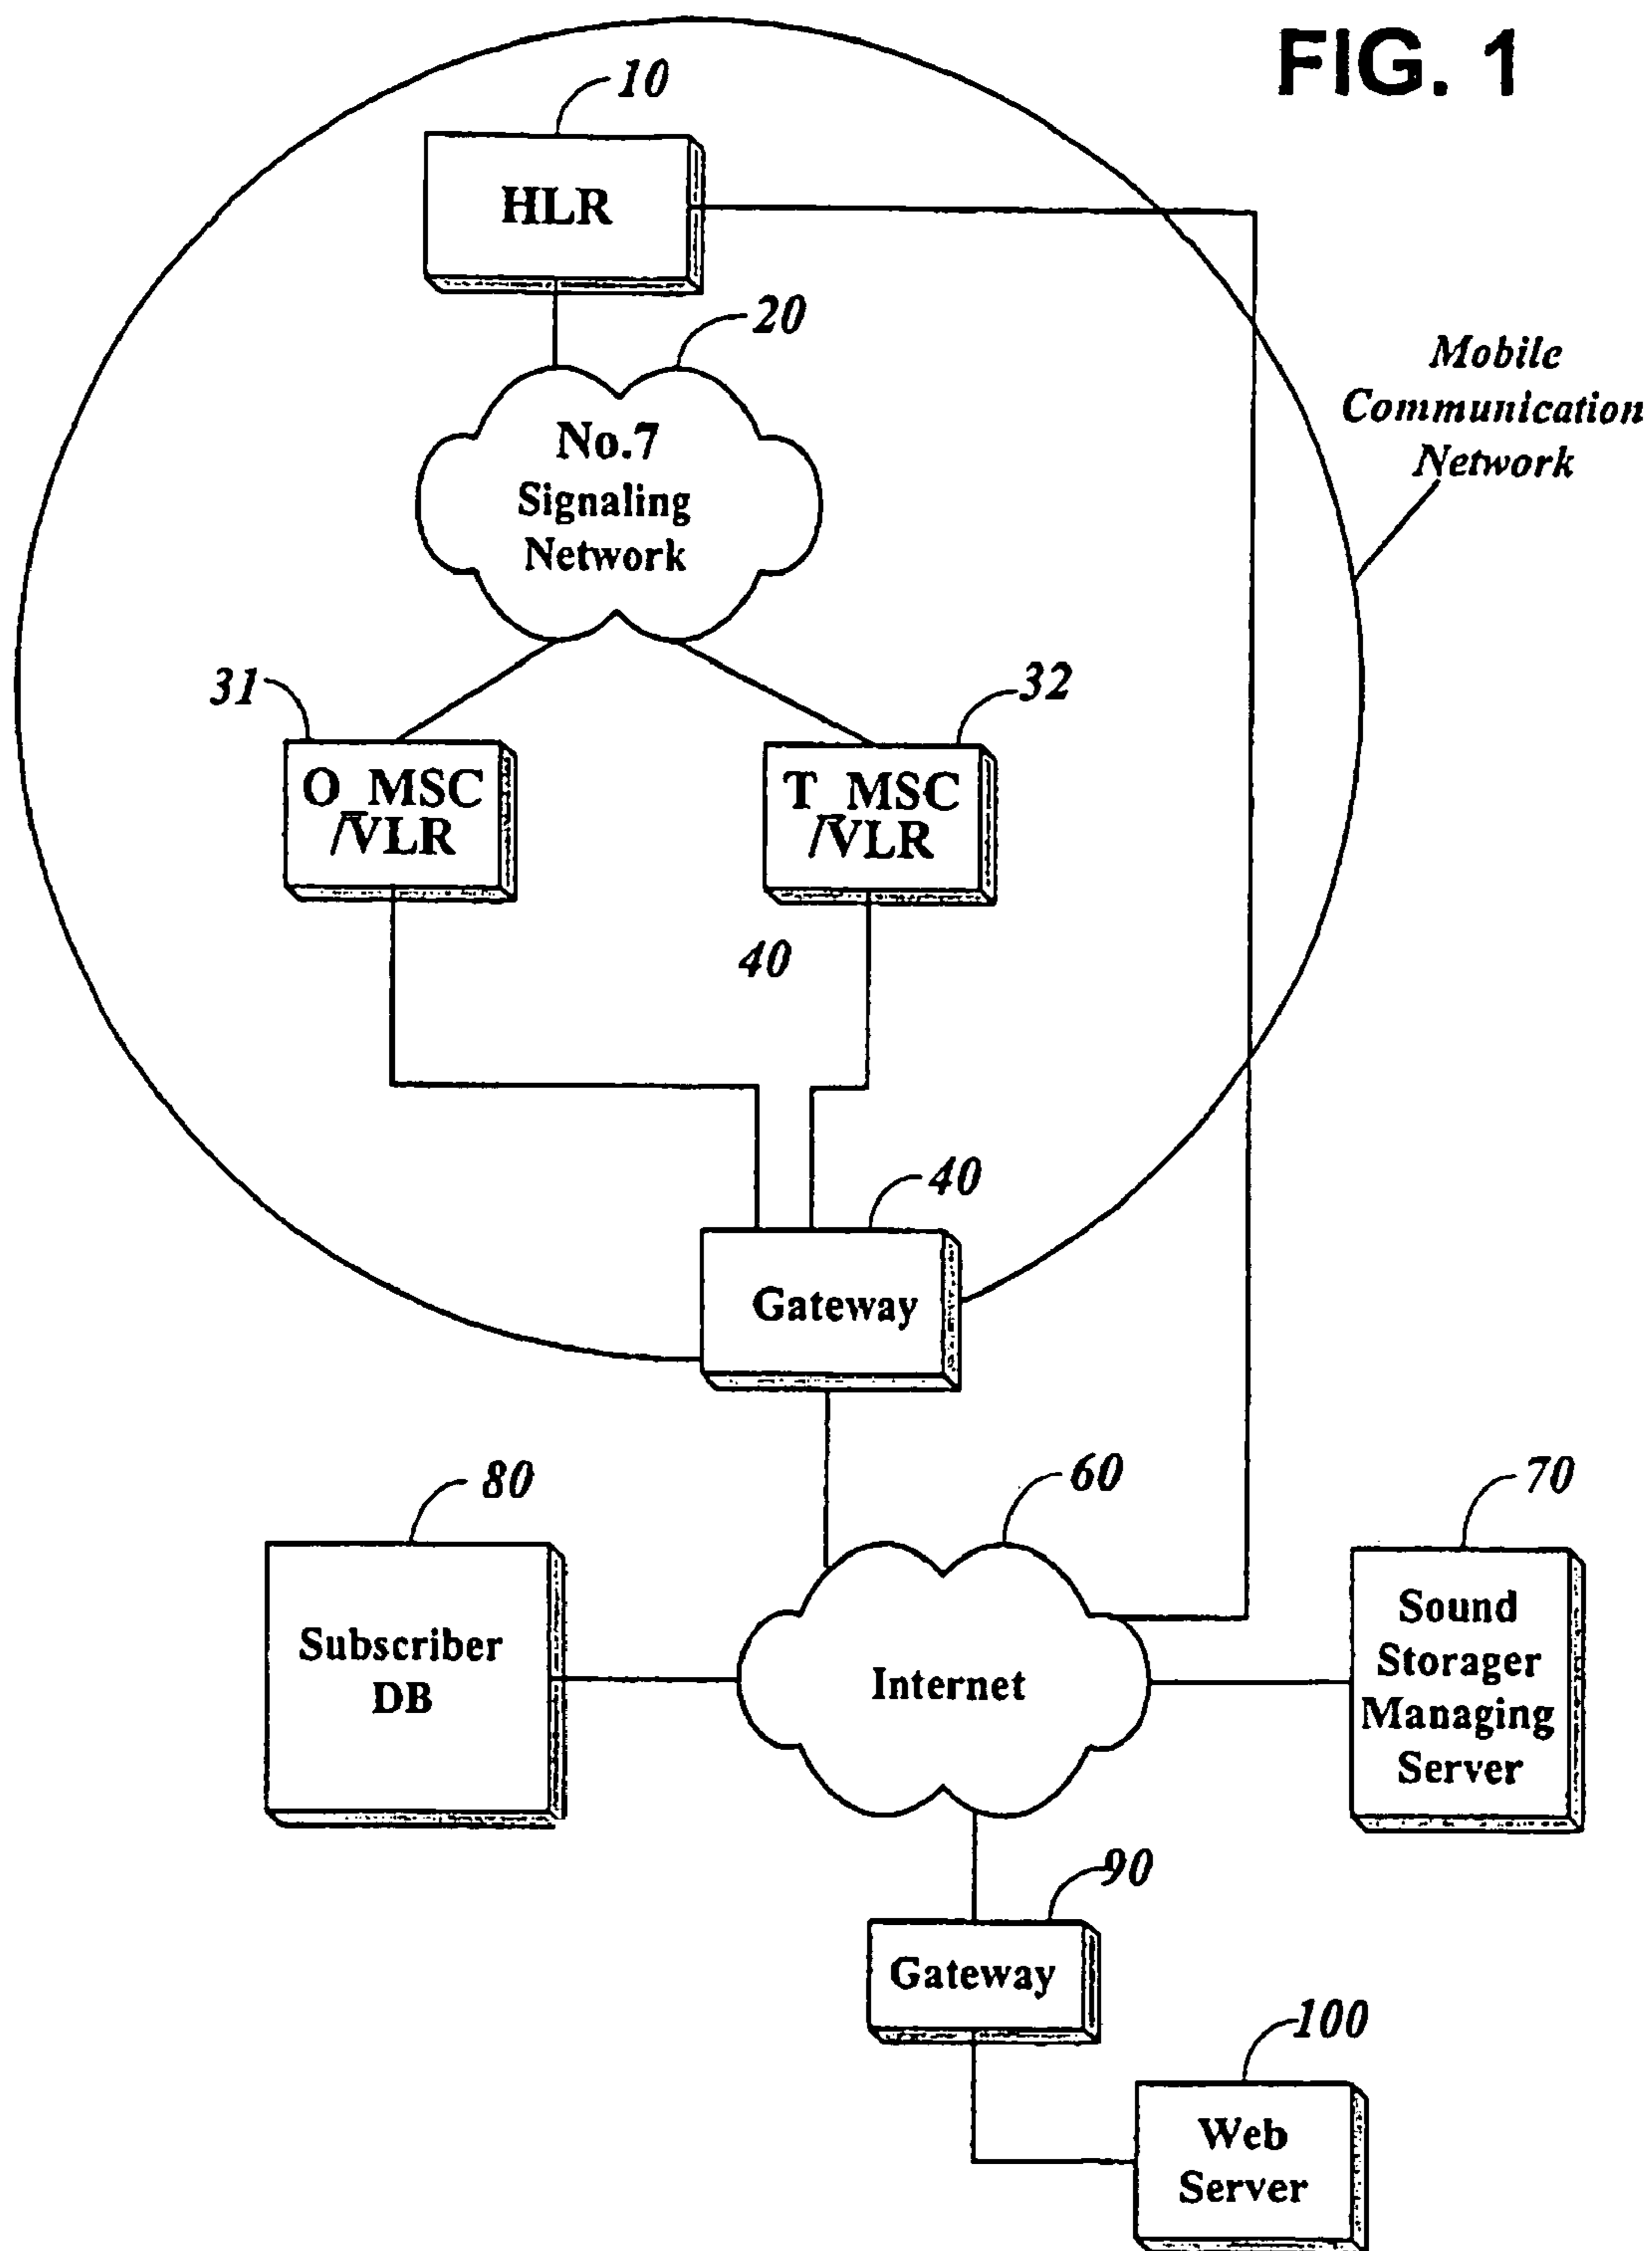 FIG. 1
10
HLR
20
No.7
Signaling
Network
Mobile
Communication
Network
31
O_MSC
/VLR
32
T_MSC
/VLR
40
40
Gateway
80
Subscriber
DB
60
Internet
70
Sound
Storager
Managing
Server
90
Gateway
100
Web
Server